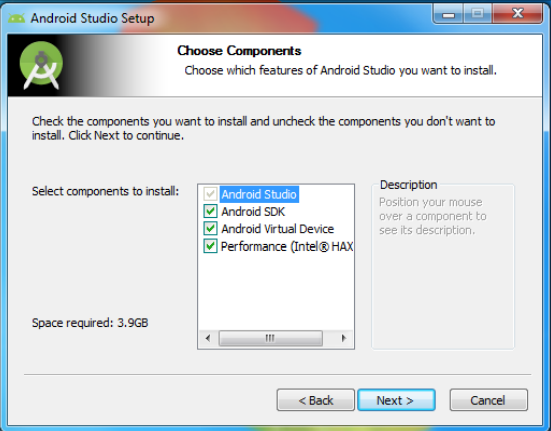 Android Studio Setup
Choose Components
Choose which features of Android Studio you want to install.
Check the components you want to install and uncheck the components you don't want to
install. Click Next to continue.
Select components to install:
Android Studio
Android SDK
Android Virtual Device
Performance (Intel® HAX
Description
Position your mouse
over a component to
see its description.
Space required: 3.9GB
< Back
Next >
Cancel